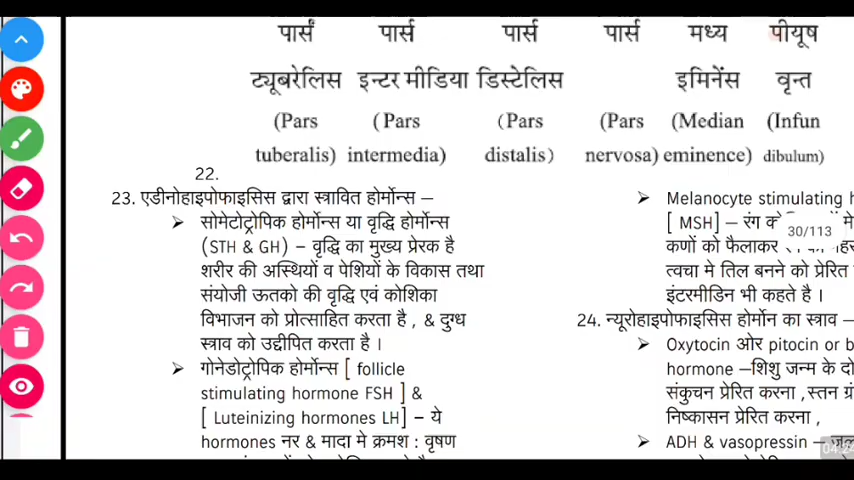 पार्सं पार्स पार्स पार्स मध्य पीयूष
ट्यूबरेलिस इन्टर मीडिया डिस्टेलिस इमिनेंस वृन्त
(Pars ( Pars (Pars (Pars (Median (Infun
tuberalis) intermedia) distalis) nervosa) eminence) dibulum)
22.
23. एडीनोहाइपोफाइसिस द्वारा स्त्रावित होर्मोन्स –
➢ सोमेटोट्रोपिक होर्मोन्स या वृद्धि होर्मोन्स
(STH & GH) – वृद्धि का मुख्य प्रेरक है
शरीर की अस्थियों व पेशियों के विकास तथा
संयोजी ऊतको की वृद्धि एवं कोशिका
विभाजन को प्रोत्साहित करता है , & दुग्ध
स्त्राव को उद्दीपित करता है ।
➢ गोनेडोट्रोपिक होर्मोन्स [ follicle
stimulating hormone FSH ] &
[ Luteinizing hormones LH] – ये
hormones नर & मादा मे क्रमश : वृषण
➢ Melanocyte stimulating h
[ MSH] – रंग
30/113
कणों को फैलाकर
त्वचा मे तिल बनने को प्रेरित
इंटरमीडिन भी कहते है ।
24. न्यूरोहाइपोफाइसिस होर्मोन का स्त्राव –
➢ Oxytocin ओर pitocin or b
hormone –शिशु जन्म के दो
संकुचन प्रेरित करना ,स्तन ग्रं
निष्कासन प्रेरित करना ,
➢ ADH & vasopressin –
04:24